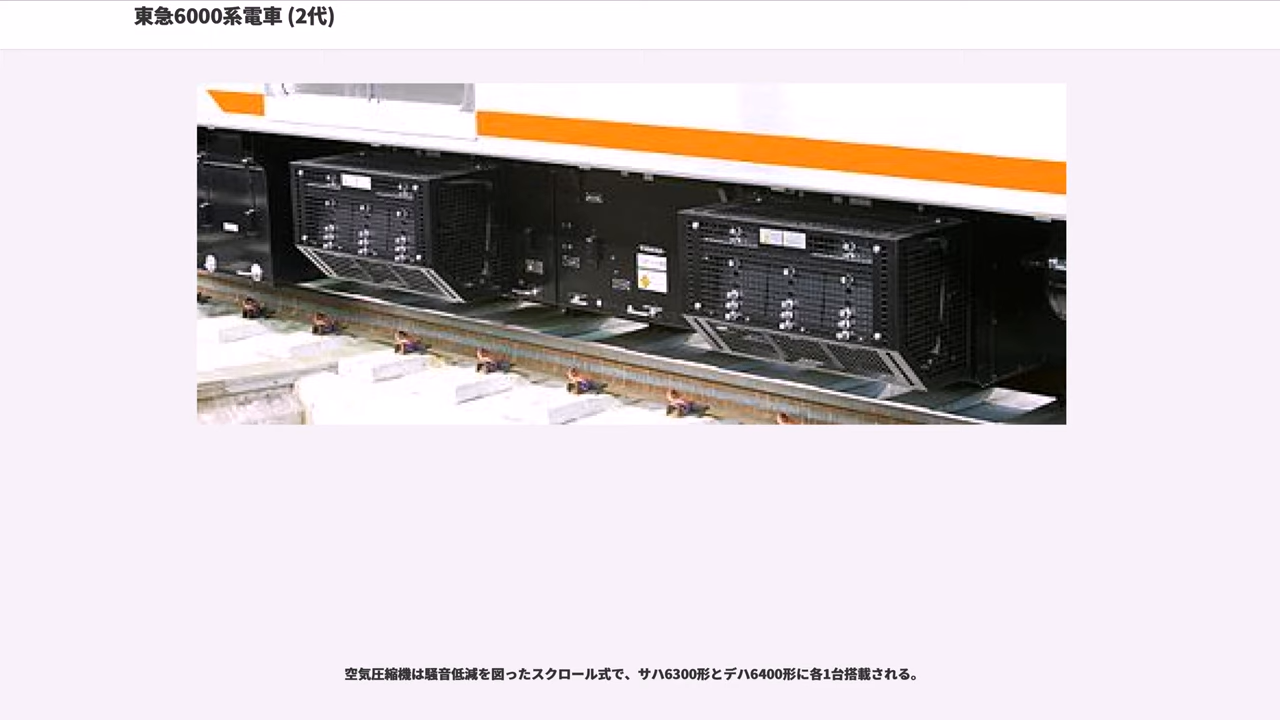 東急6000系電車 (2代)
空気圧縮機は騒音低減を図ったスクロール式で、サハ6300形とデハ6400形に各1台搭載される。